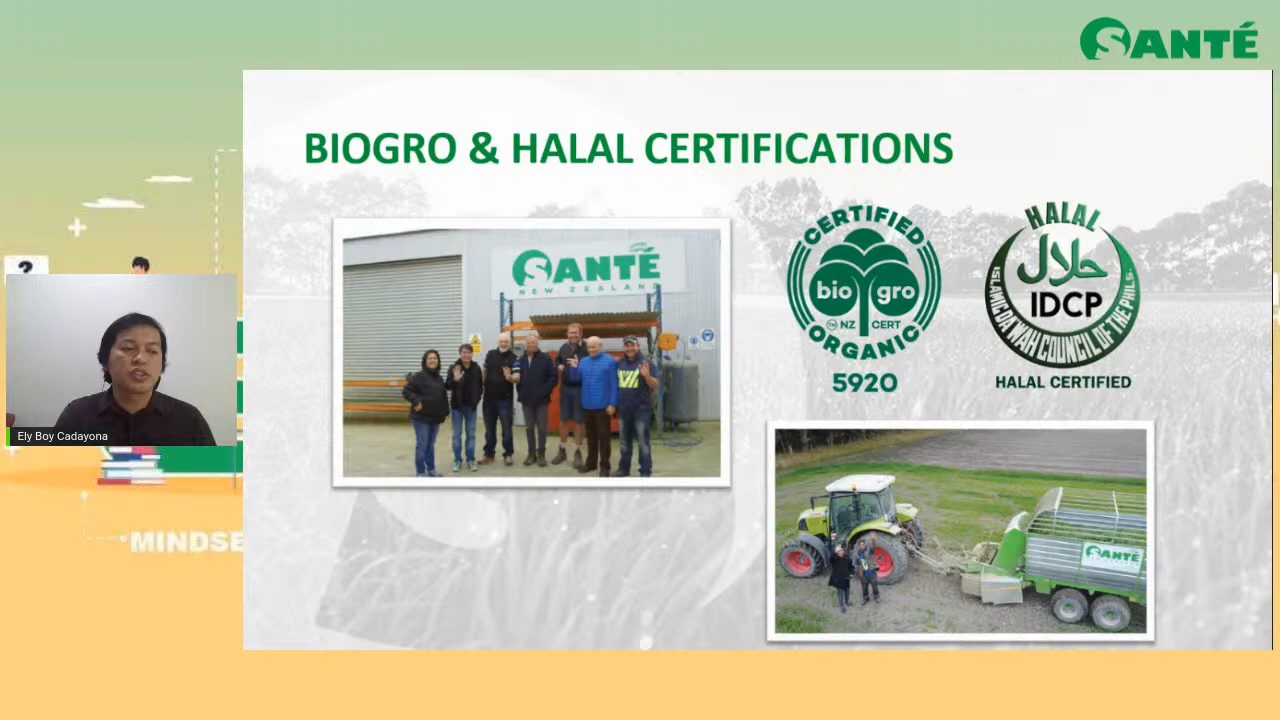 SANTÉ
BIOGRO & HALAL CERTIFICATIONS
SANTÉ
NEW ZEALAND
CERTIFIED
bio gro
TM NZ CERT
ORGANIC
5920
HALAL
حلال
IDCP
ISLAMIC DA'WAH COUNCIL OF THE PHILS.
HALAL CERTIFIED
?
Ely Boy Cadayona
SANTÉ
MINDSE